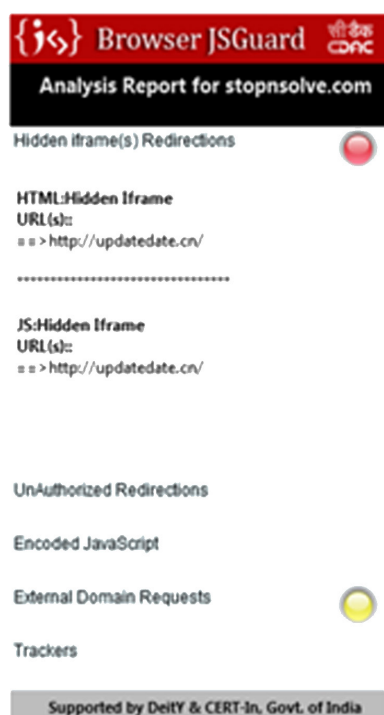 {js} Browser JSGuard सी डैक
CDAC
Analysis Report for stopnsolve.com
Hidden iframe(s) Redirections
HTML:Hidden Iframe
URL(s)::
==>http://updatedate.cn/
********************************
JS:Hidden Iframe
URL(s)::
==>http://updatedate.cn/
UnAuthorized Redirections
Encoded JavaScript
External Domain Requests
Trackers
Supported by DeitY & CERT-In, Govt. of India